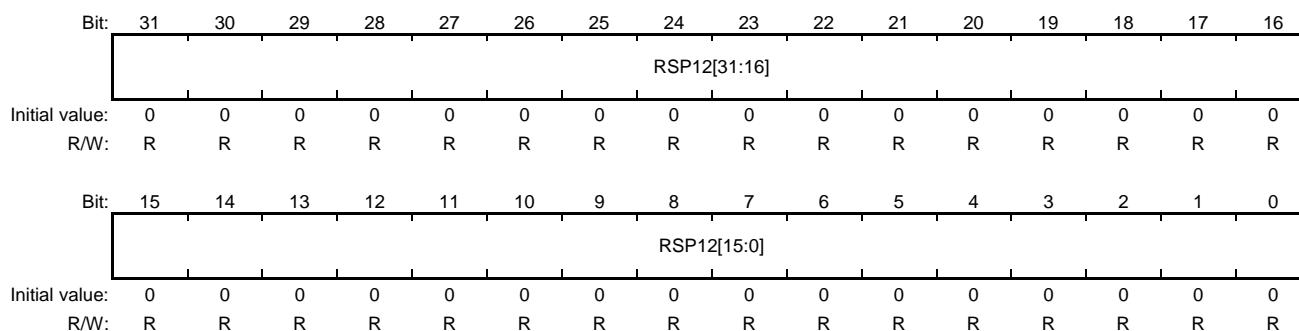 Bit: 31 30 29 28 27 26 25 24 23 22 21 20 19 18 17 16
RSP12[31:16]
Initial value: 0 0 0 0 0 0 0 0 0 0 0 0 0 0 0 0
R/W: R R R R R R R R R R R R R R R R
Bit: 15 14 13 12 11 10 9 8 7 6 5 4 3 2 1 0
RSP12[15:0]
Initial value: 0 0 0 0 0 0 0 0 0 0 0 0 0 0 0 0
R/W: R R R R R R R R R R R R R R R R